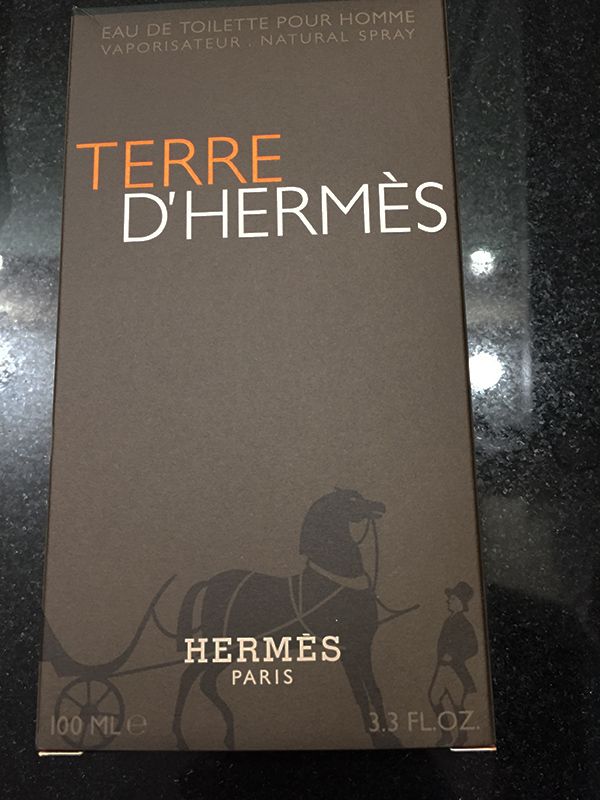 EAU DE TOILETTE POUR HOMME
VAPORISATEUR . NATURAL SPRAY
TERRE
D'HERMÈS
HERMÈS
PARIS
100 ML ℮ 3.3 FL.OZ.